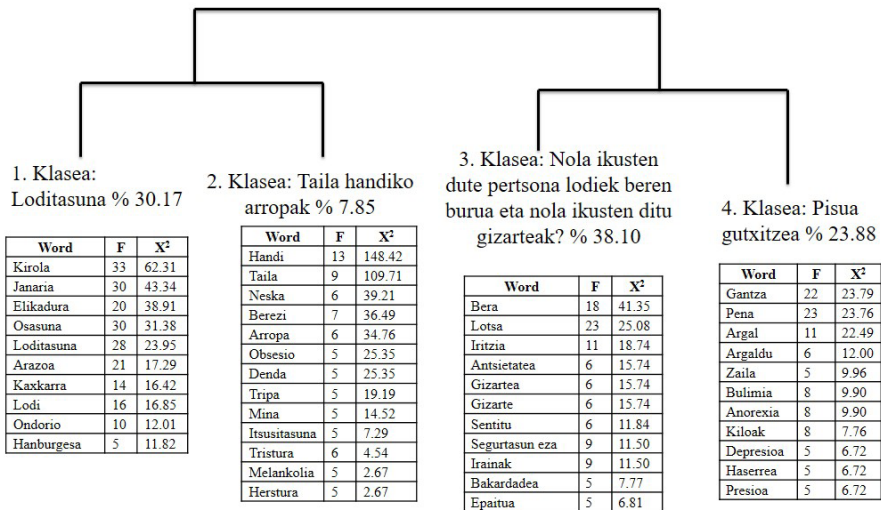 1. Klasea:
Loditasuna % 30.17
Word F X²
Kirola 33 62.31
Janaria 30 43.34
Elikadura 20 38.91
Osasuna 30 31.38
Loditasuna 28 23.95
Arazoa 21 17.29
Kaxkarra 14 16.42
Lodi 16 16.85
Ondorio 10 12.01
Hanburgesa 5 11.82
2. Klasea: Taila handiko
arropak % 7.85
Word F X²
Handi 13 148.42
Taila 9 109.71
Neska 6 39.21
Berezi 7 36.49
Arropa 6 34.76
Obsesio 5 25.35
Denda 5 25.35
Tripa 5 19.19
Mina 5 14.52
Itsusitasuna 5 7.29
Tristura 6 4.54
Melankolia 5 2.67
Herstura 5 2.67
3. Klasea: Nola ikusten
dute pertsona lodiek beren
burua eta nola ikusten ditu
gizarteak? % 38.10
Word F X²
Bera 18 41.35
Lotsa 23 25.08
Iritzia 11 18.74
Antsietatea 6 15.74
Gizartea 6 15.74
Gizarte 6 15.74
Sentitu 6 11.84
Segurtasun eza 9 11.50
Irainak 9 11.50
Bakardadea 5 7.77
Epaitua 5 6.81
4. Klasea: Pisua
gutxitzea % 23.88
Word F X²
Gantza 22 23.79
Pena 23 23.76
Argal 11 22.49
Argaldu 6 12.00
Zaila 5 9.96
Bulimia 8 9.90
Anorexia 8 9.90
Kiloak 8 7.76
Depresioa 5 6.72
Haserrea 5 6.72
Presioa 5 6.72